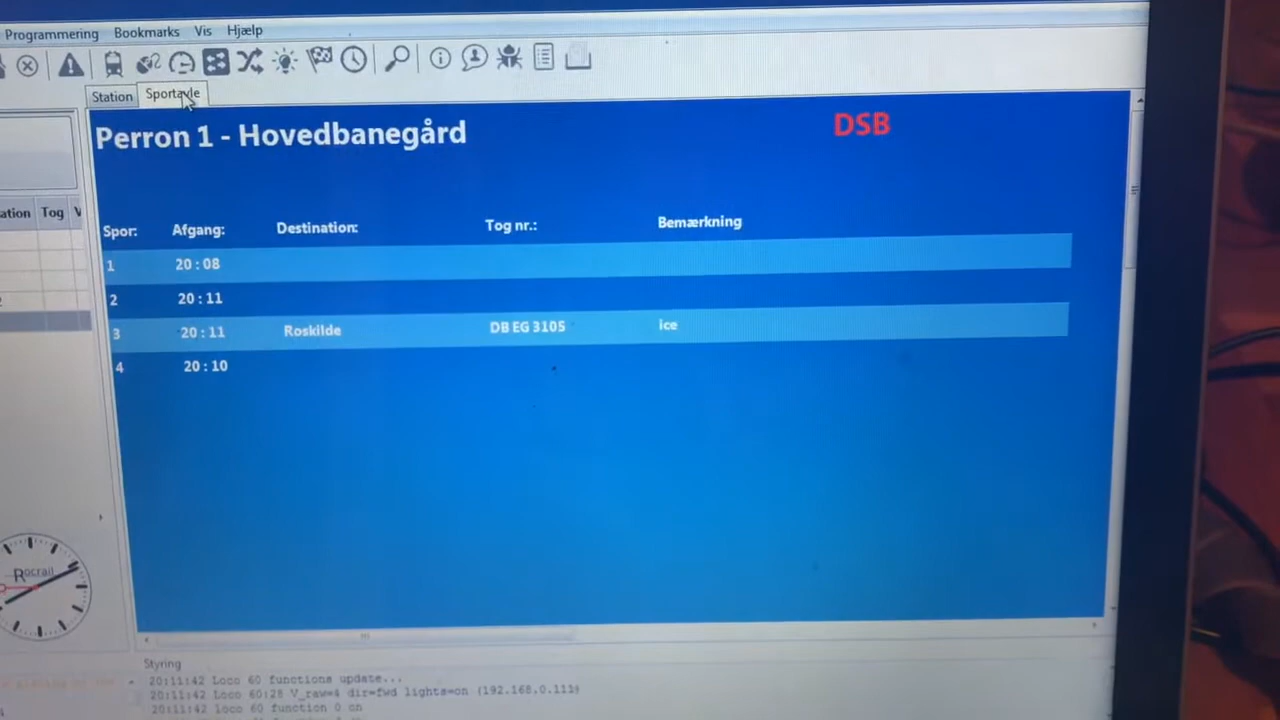 Programmering Bookmarks Vis Hjælp
Station Sportavle
Perron 1 - Hovedbanegård DSB
Tog
Spor: Afgang: Destination: Tog nr.: Bemærkning
1 20:08
2 20:11
3 20:11 Roskilde DB EG 3105 ice
4 20:10
Rocrail
Styring
20:11:42 Loco 60 functions update...
20:11:42 Loco 60:28 V_raw=4 dir=fwd lights=on (192.168.0.111)
20:11:42 Loco 60 function 0 on